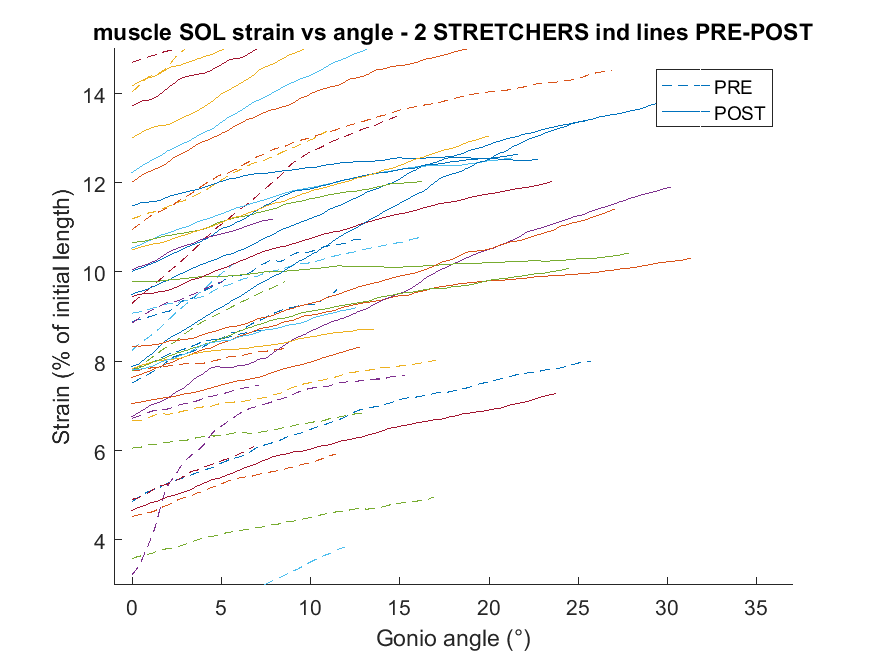 muscle SOL strain vs angle - 2 STRETCHERS ind lines PRE-POST
PRE
POST
14
12
10
8
6
4
Strain (% of initial length)
0 5 10 15 20 25 30 35
Gonio angle (°)